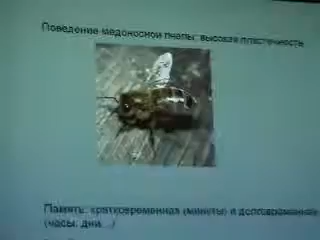 Поведение медоносной пчелы: высокая пластичность
Память: кратковременная (минуты) и долговременная
(часы, дни...)